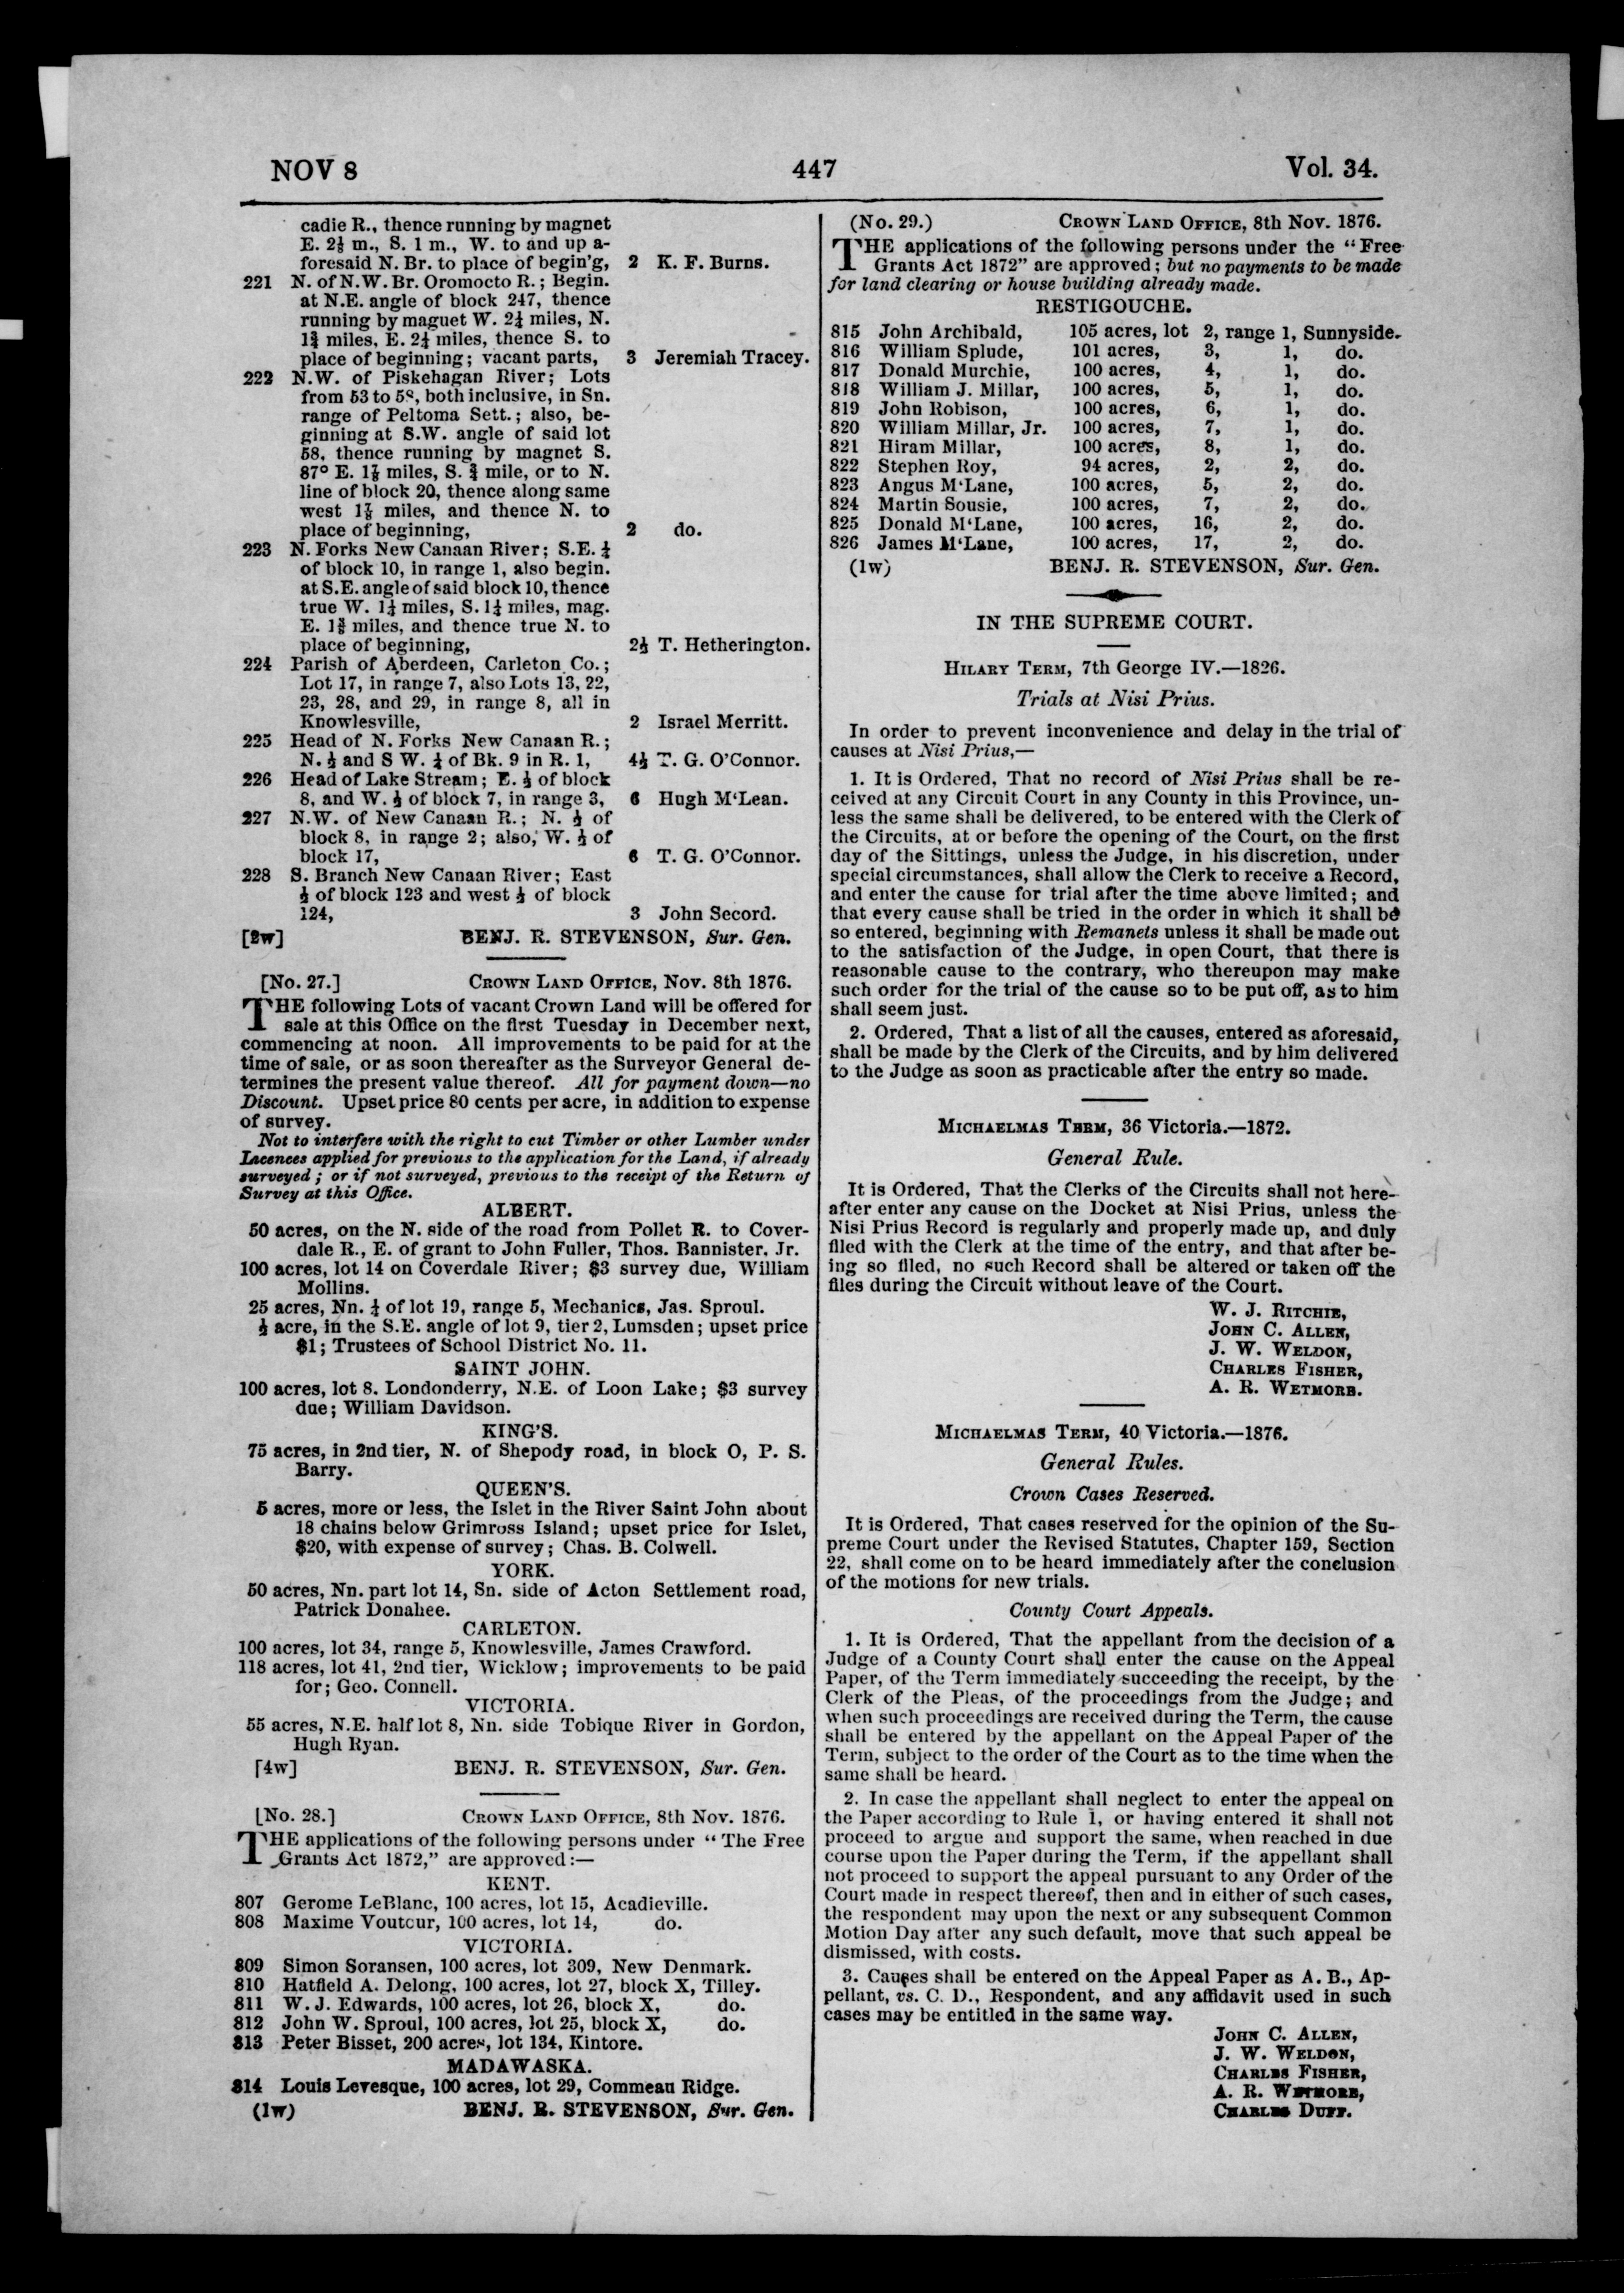 NOV 8 447 Vol. 34.
cadie R., thence running by magnet
E. 2½ m., S. 1 m., W. to and up a-
foresaid N. Br. to place of begin'g, 2 K. F. Burns.
221 N. of N.W. Br. Oromocto R.; Begin.
at N.E. angle of block 247, thence
running by maguet W. 2¼ miles, N.
1¾ miles, E. 2¼ miles, thence S. to
place of beginning; vacant parts, 3 Jeremiah Tracey.
222 N.W. of Piskehagan River; Lots
from 53 to 58, both inclusive, in Sn.
range of Peltoma Sett.; also, be-
ginning at S.W. angle of said lot
58, thence running by magnet S.
87° E. 1⅞ miles, S. ¾ mile, or to N.
line of block 20, thence along same
west 1⅞ miles, and thence N. to
place of beginning, 2 do.
223 N. Forks New Canaan River; S.E. ¼
of block 10, in range 1, also begin.
at S.E. angle of said block 10, thence
true W. 1¼ miles, S. 1¼ miles, mag.
E. 1⅜ miles, and thence true N. to
place of beginning, 2½ T. Hetherington.
224 Parish of Aberdeen, Carleton Co.;
Lot 17, in range 7, also Lots 13, 22,
23, 28, and 29, in range 8, all in
Knowlesville, 2 Israel Merritt.
225 Head of N. Forks New Canaan R.;
N. ½ and S W. ¼ of Bk. 9 in R. 1, 4½ T. G. O'Connor.
226 Head of Lake Stream; E. ½ of block
8, and W. ½ of block 7, in range 3, 6 Hugh M'Lean.
227 N.W. of New Canaan R.; N. ½ of
block 8, in range 2; also, W. ½ of
block 17, 6 T. G. O'Connor.
228 S. Branch New Canaan River; East
½ of block 123 and west ½ of block
124, 3 John Secord.
[2w] BENJ. R. STEVENSON, Sur. Gen.
[No. 27.] CROWN LAND OFFICE, Nov. 8th 1876.
THE following Lots of vacant Crown Land will be offered for
sale at this Office on the first Tuesday in December next,
commencing at noon. All improvements to be paid for at the
time of sale, or as soon thereafter as the Surveyor General de-
termines the present value thereof. All for payment down—no
Discount. Upset price 80 cents per acre, in addition to expense
of survey.
Not to interfere with the right to cut Timber or other Lumber under
Licences applied for previous to the application for the Land, if already
surveyed; or if not surveyed, previous to the receipt of the Return of
Survey at this Office.
ALBERT.
50 acres, on the N. side of the road from Pollet R. to Cover-
dale R., E. of grant to John Fuller, Thos. Bannister, Jr.
100 acres, lot 14 on Coverdale River; $3 survey due, William
Mollins.
25 acres, Nn. ¼ of lot 19, range 5, Mechanics, Jas. Sproul.
½ acre, in the S.E. angle of lot 9, tier 2, Lumsden; upset price
$1; Trustees of School District No. 11.
SAINT JOHN.
100 acres, lot 8, Londonderry, N.E. of Loon Lake; $3 survey
due; William Davidson.
KING'S.
75 acres, in 2nd tier, N. of Shepody road, in block O, P. S.
Barry.
QUEEN'S.
5 acres, more or less, the Islet in the River Saint John about
18 chains below Grimross Island; upset price for Islet,
$20, with expense of survey; Chas. B. Colwell.
YORK.
50 acres, Nn. part lot 14, Sn. side of Acton Settlement road,
Patrick Donahee.
CARLETON.
100 acres, lot 34, range 5, Knowlesville, James Crawford.
118 acres, lot 41, 2nd tier, Wicklow; improvements to be paid
for; Geo. Connell.
VICTORIA.
55 acres, N.E. half lot 8, Nn. side Tobique River in Gordon,
Hugh Ryan.
[4w] BENJ. R. STEVENSON, Sur. Gen.
[No. 28.] CROWN LAND OFFICE, 8th Nov. 1876.
THE applications of the following persons under "The Free
Grants Act 1872," are approved:—
KENT.
807 Gerome LeBlanc, 100 acres, lot 15, Acadieville.
808 Maxime Voutour, 100 acres, lot 14, do.
VICTORIA.
809 Simon Soransen, 100 acres, lot 309, New Denmark.
810 Hatfield A. Delong, 100 acres, lot 27, block X, Tilley.
811 W. J. Edwards, 100 acres, lot 26, block X, do.
812 John W. Sproul, 100 acres, lot 25, block X, do.
813 Peter Bisset, 200 acres, lot 134, Kintore.
MADAWASKA.
814 Louis Levesque, 100 acres, lot 29, Commeau Ridge.
(1w) BENJ. R. STEVENSON, Sur. Gen.
(No. 29.) CROWN LAND OFFICE, 8th Nov. 1876.
THE applications of the following persons under the "Free
Grants Act 1872" are approved; but no payments to be made
for land clearing or house building already made.
RESTIGOUCHE.
815 John Archibald, 105 acres, lot 2, range 1, Sunnyside.
816 William Splude, 101 acres, 3, 1, do.
817 Donald Murchie, 100 acres, 4, 1, do.
818 William J. Millar, 100 acres, 5, 1, do.
819 John Robison, 100 acres, 6, 1, do.
820 William Millar, Jr. 100 acres, 7, 1, do.
821 Hiram Millar, 100 acres, 8, 1, do.
822 Stephen Roy, 94 acres, 2, 2, do.
823 Angus M'Lane, 100 acres, 5, 2, do.
824 Martin Sousie, 100 acres, 7, 2, do.
825 Donald M'Lane, 100 acres, 16, 2, do.
826 James M'Lane, 100 acres, 17, 2, do.
(1w) BENJ. R. STEVENSON, Sur. Gen.
IN THE SUPREME COURT.
HILARY TERM, 7th George IV.—1826.
Trials at Nisi Prius.
In order to prevent inconvenience and delay in the trial of
causes at Nisi Prius,—
1. It is Ordered, That no record of Nisi Prius shall be re-
ceived at any Circuit Court in any County in this Province, un-
less the same shall be delivered, to be entered with the Clerk of
the Circuits, at or before the opening of the Court, on the first
day of the Sittings, unless the Judge, in his discretion, under
special circumstances, shall allow the Clerk to receive a Record,
and enter the cause for trial after the time above limited; and
that every cause shall be tried in the order in which it shall be
so entered, beginning with Remanets unless it shall be made out
to the satisfaction of the Judge, in open Court, that there is
reasonable cause to the contrary, who thereupon may make
such order for the trial of the cause so to be put off, as to him
shall seem just.
2. Ordered, That a list of all the causes, entered as aforesaid,
shall be made by the Clerk of the Circuits, and by him delivered
to the Judge as soon as practicable after the entry so made.
MICHAELMAS TERM, 36 Victoria.—1872.
General Rule.
It is Ordered, That the Clerks of the Circuits shall not here-
after enter any cause on the Docket at Nisi Prius, unless the
Nisi Prius Record is regularly and properly made up, and duly
filed with the Clerk at the time of the entry, and that after be-
ing so filed, no such Record shall be altered or taken off the
files during the Circuit without leave of the Court.
W. J. RITCHIE,
JOHN C. ALLEN,
J. W. WELDON,
CHARLES FISHER,
A. R. WETMORE.
MICHAELMAS TERM, 40 Victoria.—1876.
General Rules.
Crown Cases Reserved.
It is Ordered, That cases reserved for the opinion of the Su-
preme Court under the Revised Statutes, Chapter 159, Section
22, shall come on to be heard immediately after the conclusion
of the motions for new trials.
County Court Appeals.
1. It is Ordered, That the appellant from the decision of a
Judge of a County Court shall enter the cause on the Appeal
Paper, of the Term immediately succeeding the receipt, by the
Clerk of the Pleas, of the proceedings from the Judge; and
when such proceedings are received during the Term, the cause
shall be entered by the appellant on the Appeal Paper of the
Term, subject to the order of the Court as to the time when the
same shall be heard.
2. In case the appellant shall neglect to enter the appeal on
the Paper according to Rule 1, or having entered it shall not
proceed to argue and support the same, when reached in due
course upon the Paper during the Term, if the appellant shall
not proceed to support the appeal pursuant to any Order of the
Court made in respect thereof, then and in either of such cases,
the respondent may upon the next or any subsequent Common
Motion Day after any such default, move that such appeal be
dismissed, with costs.
3. Causes shall be entered on the Appeal Paper as A. B., Ap-
pellant, vs. C. D., Respondent, and any affidavit used in such
cases may be entitled in the same way.
JOHN C. ALLEN,
J. W. WELDON,
CHARLES FISHER,
A. R. WETMORE,
CHARLES DUFF.